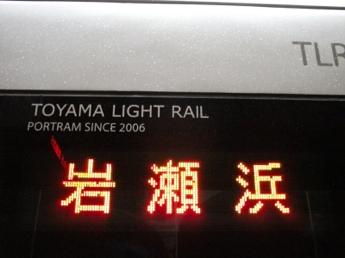 TLR
TOYAMA LIGHT RAIL
PORTRAM SINCE 2006
岩瀬浜